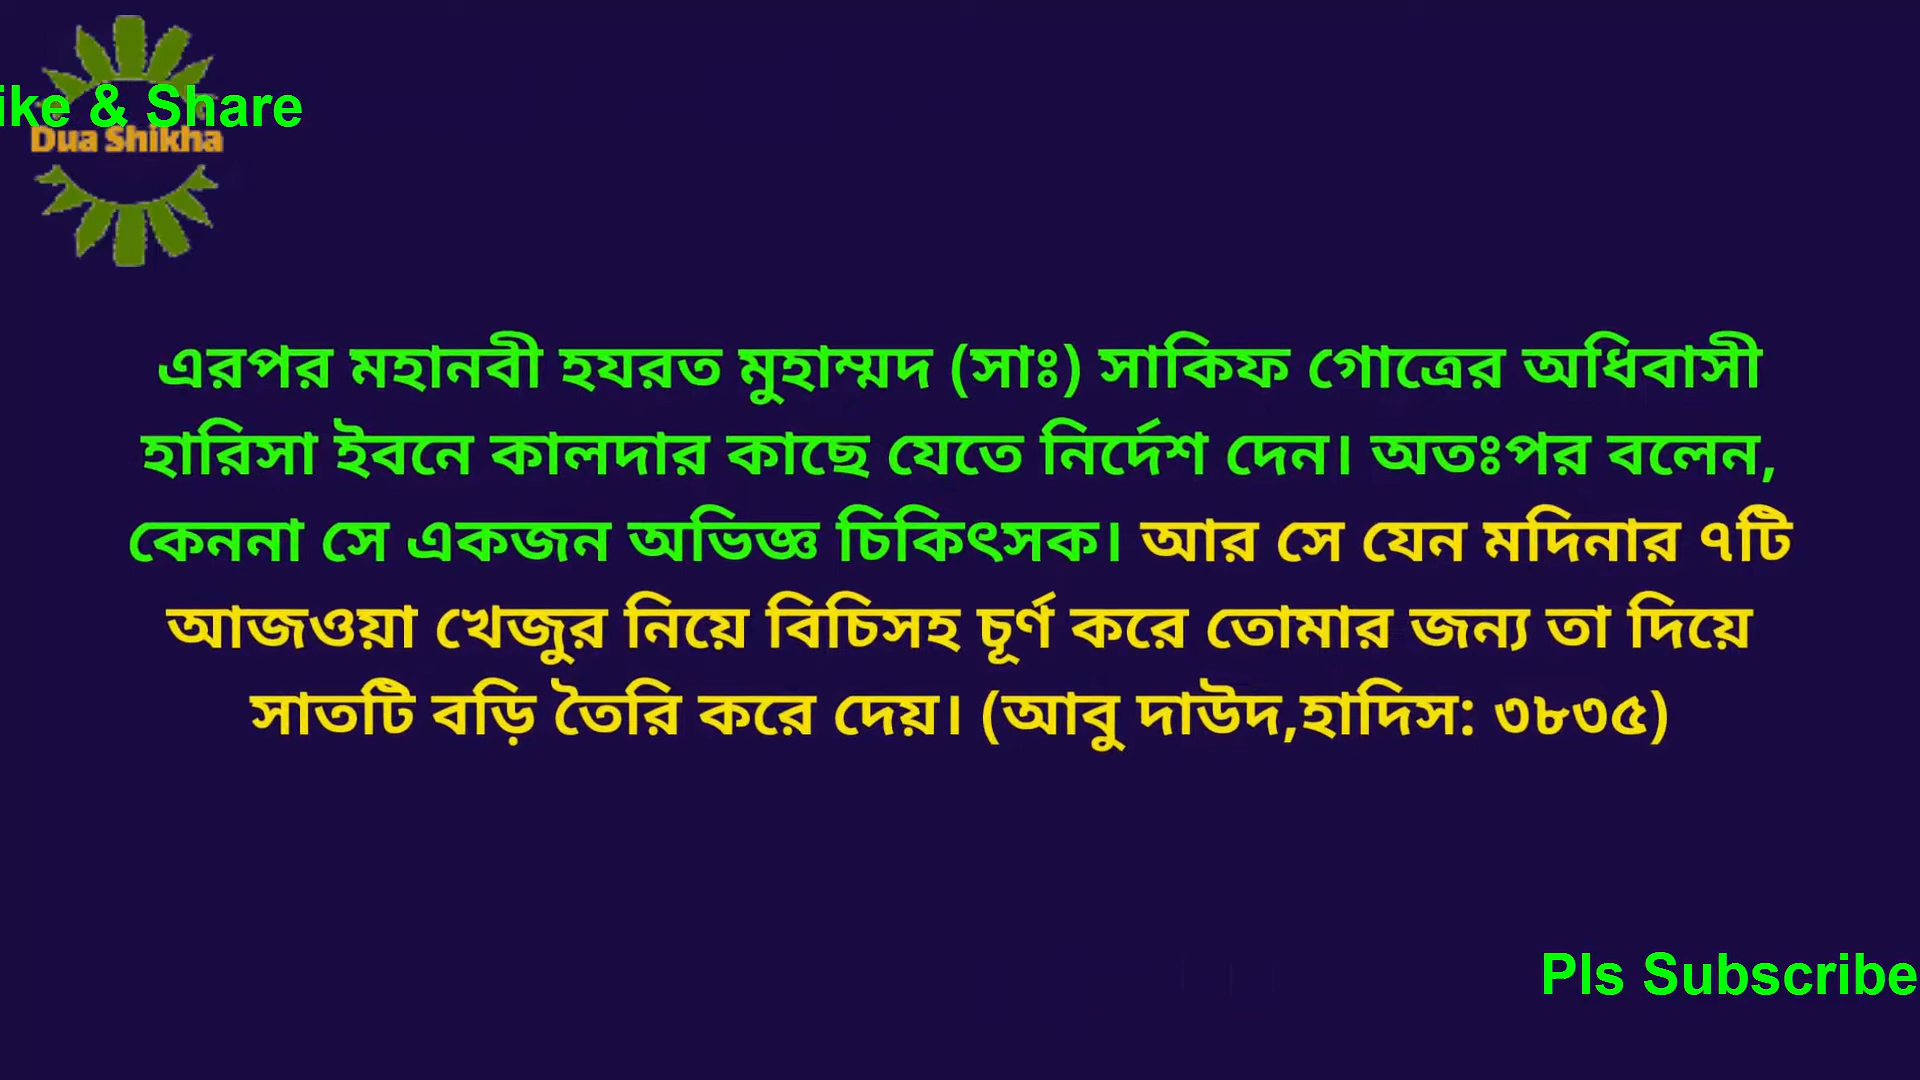 ike & Share
Dua Shikha
এরপর মহানবী হযরত মুহাম্মদ (সাঃ) সাকিফ গোত্রের অধিবাসী
হারিসা ইবনে কালদার কাছে যেতে নির্দেশ দেন। অতঃপর বলেন,
কেননা সে একজন অভিজ্ঞ চিকিৎসক। আর সে যেন মদিনার ৭টি
আজওয়া খেজুর নিয়ে বিচিসহ চূর্ণ করে তোমার জন্য তা দিয়ে
সাতটি বড়ি তৈরি করে দেয়। (আবু দাউদ,হাদিস: ৩৮৩৫)
Pls Subscribe